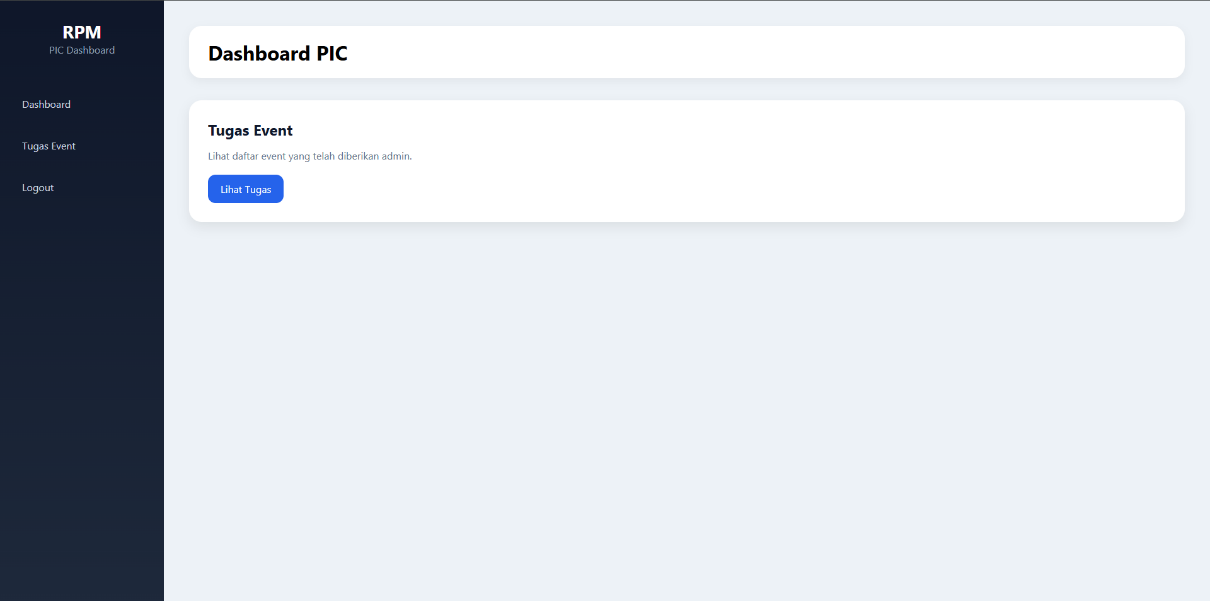 RPM
PIC Dashboard
Dashboard
Tugas Event
Logout
Dashboard PIC
Tugas Event
Lihat daftar event yang telah diberikan admin.
Lihat Tugas